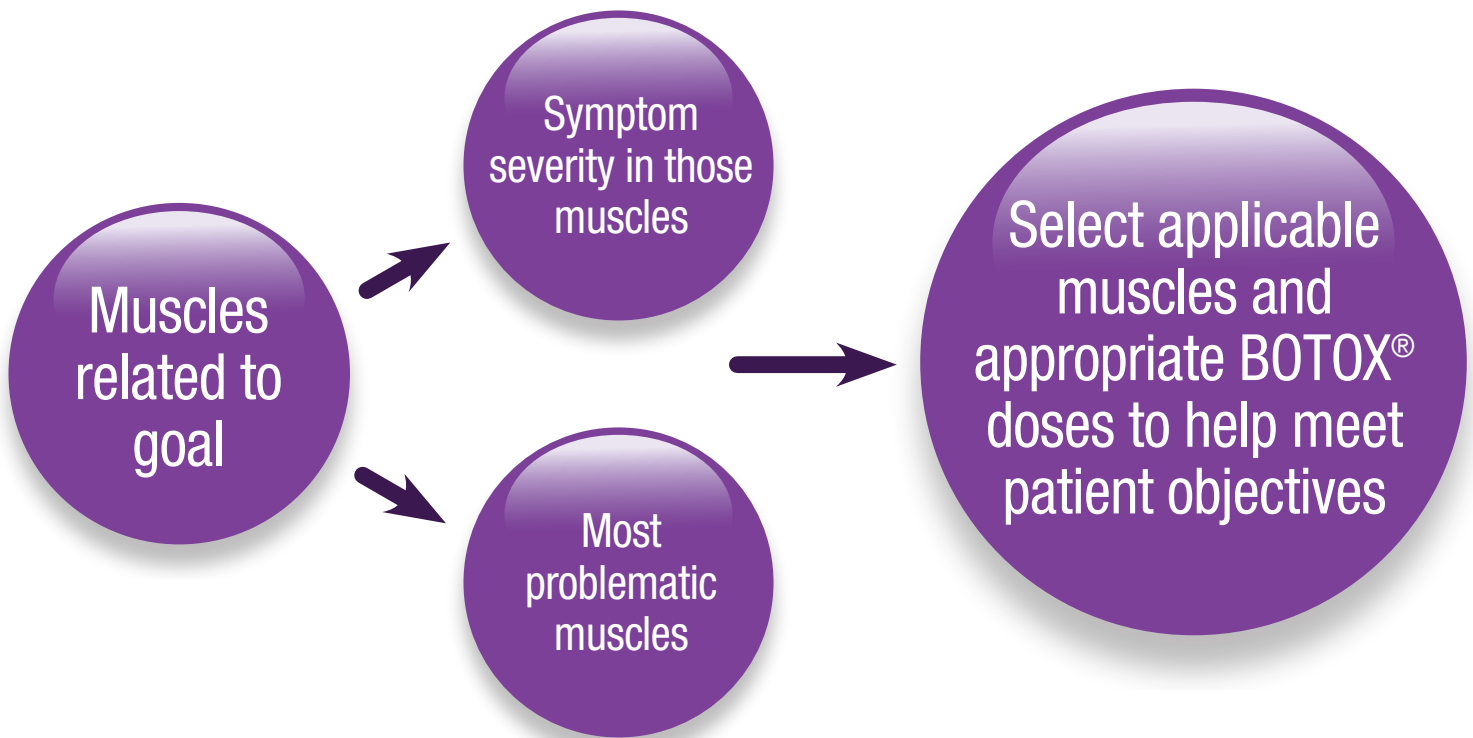 Muscles
related to
goal
Symptom
severity in those
muscles
Most
problematic
muscles
Select applicable
muscles and
appropriate BOTOX®
doses to help meet
patient objectives